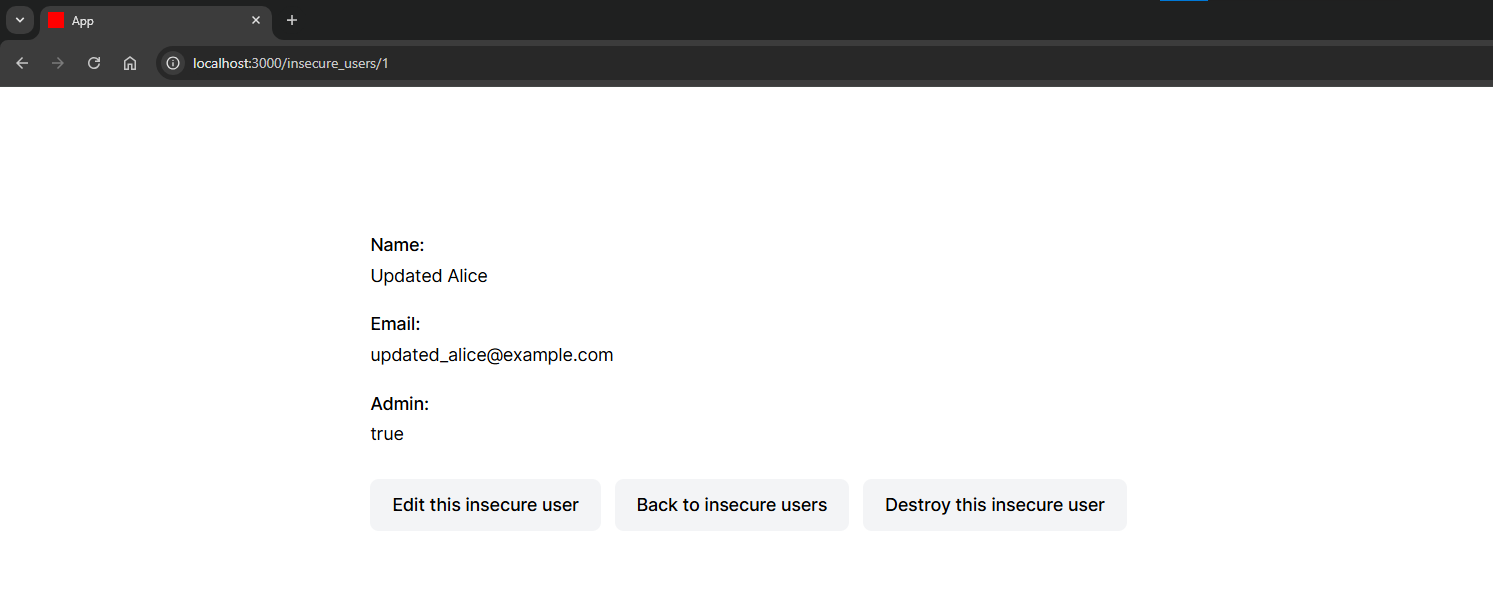 App
localhost:3000/insecure_users/1
Name:
Updated Alice
Email:
updated_alice@example.com
Admin:
true
Edit this insecure user Back to insecure users Destroy this insecure user